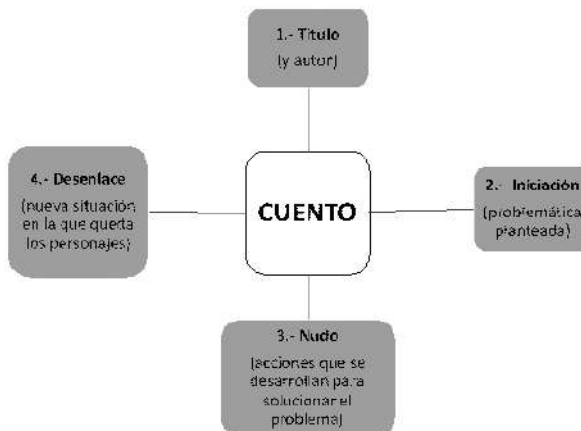 1.- Titulo
(y autor)
CUENTO
2.- Iniciación
(problemática
planteada)
3.- Nudo
(acciones que se
desarrollan para
solucionar el
problema)
4.- Desenlace
(nueva situación
en la que queda
los personajes)